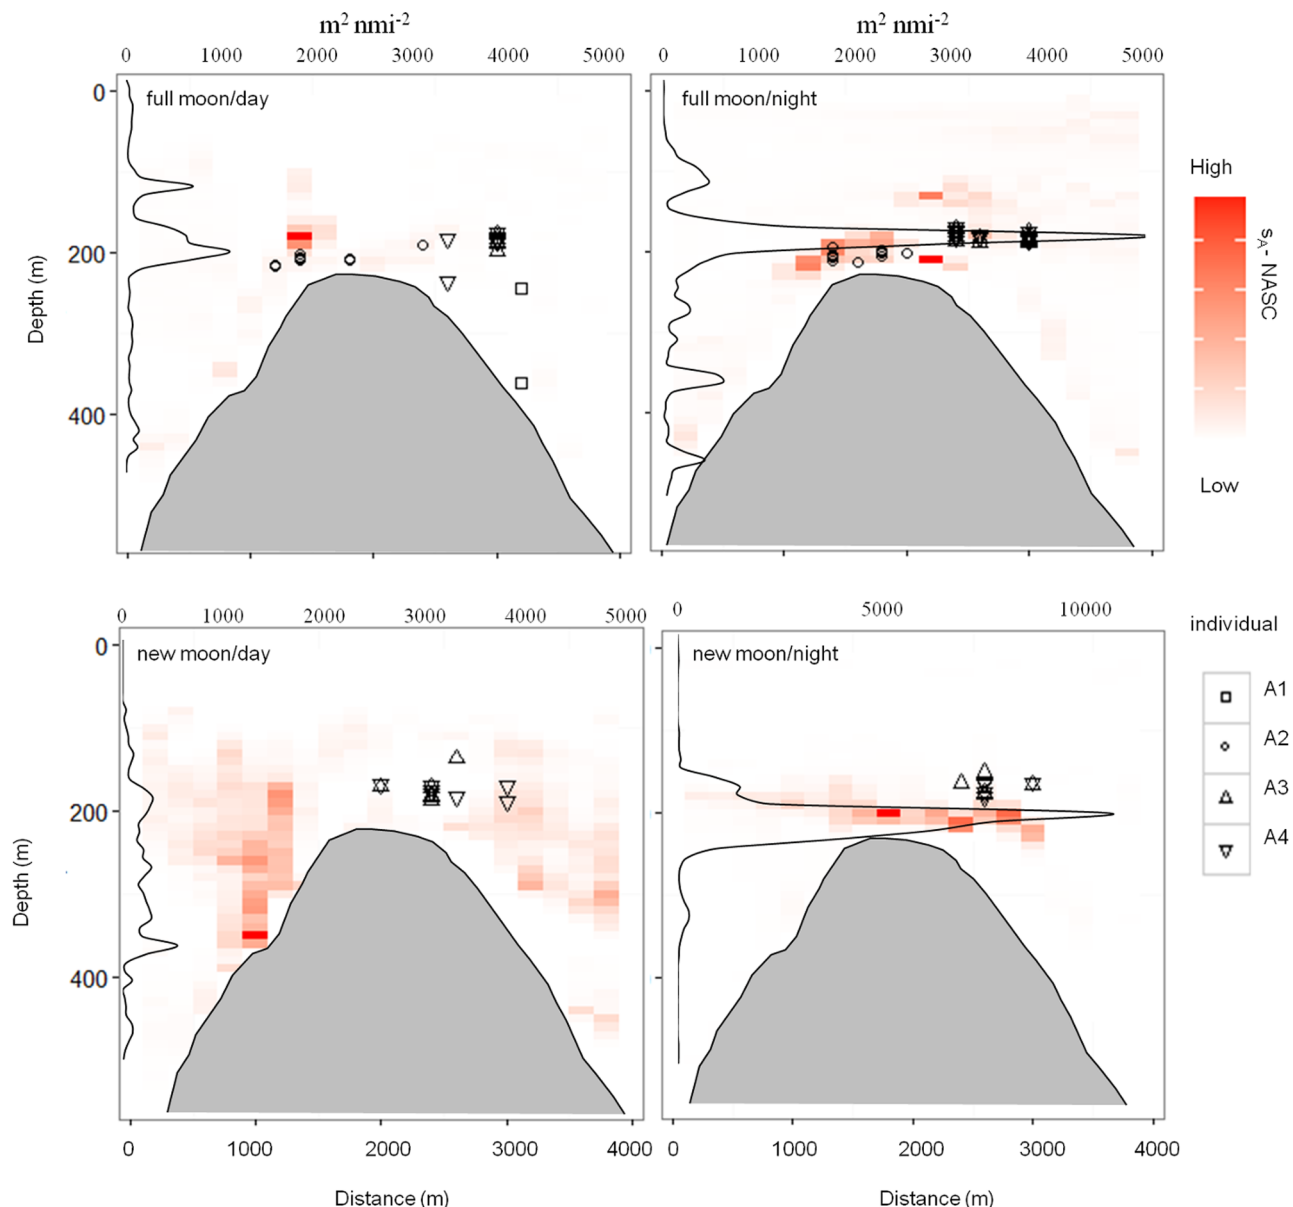 m² nmi⁻² m² nmi⁻²
0 1000 2000 3000 4000 5000 0 1000 2000 3000 4000 5000
0 full moon/day full moon/night
High
200
Depth (m)
sA- NASC
400
Low
0 1000 2000 3000 4000 5000 0 5000 10000
individual
0 new moon/day new moon/night
A1
A2
A3
200
A4
Depth (m)
400
0 1000 2000 3000 4000 0 1000 2000 3000 4000
Distance (m) Distance (m)